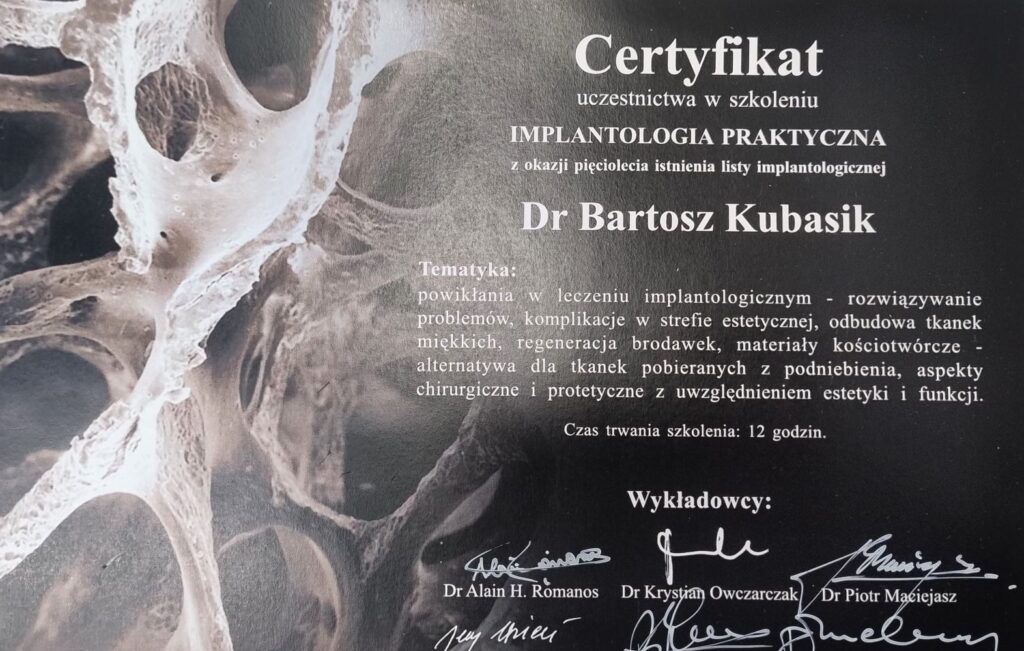 Certyfikat
uczestnictwa w szkoleniu
IMPLANTOLOGIA PRAKTYCZNA
z okazji pięciolecia istnienia listy implantologicznej
Dr Bartosz Kubasik
Tematyka:
powikłania w leczeniu implantologicznym - rozwiązywanie
problemów, komplikacje w strefie estetycznej, odbudowa tkanek
miękkich, regeneracja brodawek, materiały kościotwórcze -
alternatywa dla tkanek pobieranych z podniebienia, aspekty
chirurgiczne i protetyczne z uwzględnieniem estetyki i funkcji.
Czas trwania szkolenia: 12 godzin.
Wykładowcy:
Dr Alain H. Romanos Dr Krystian Owczarczak Dr Piotr Maciejasz